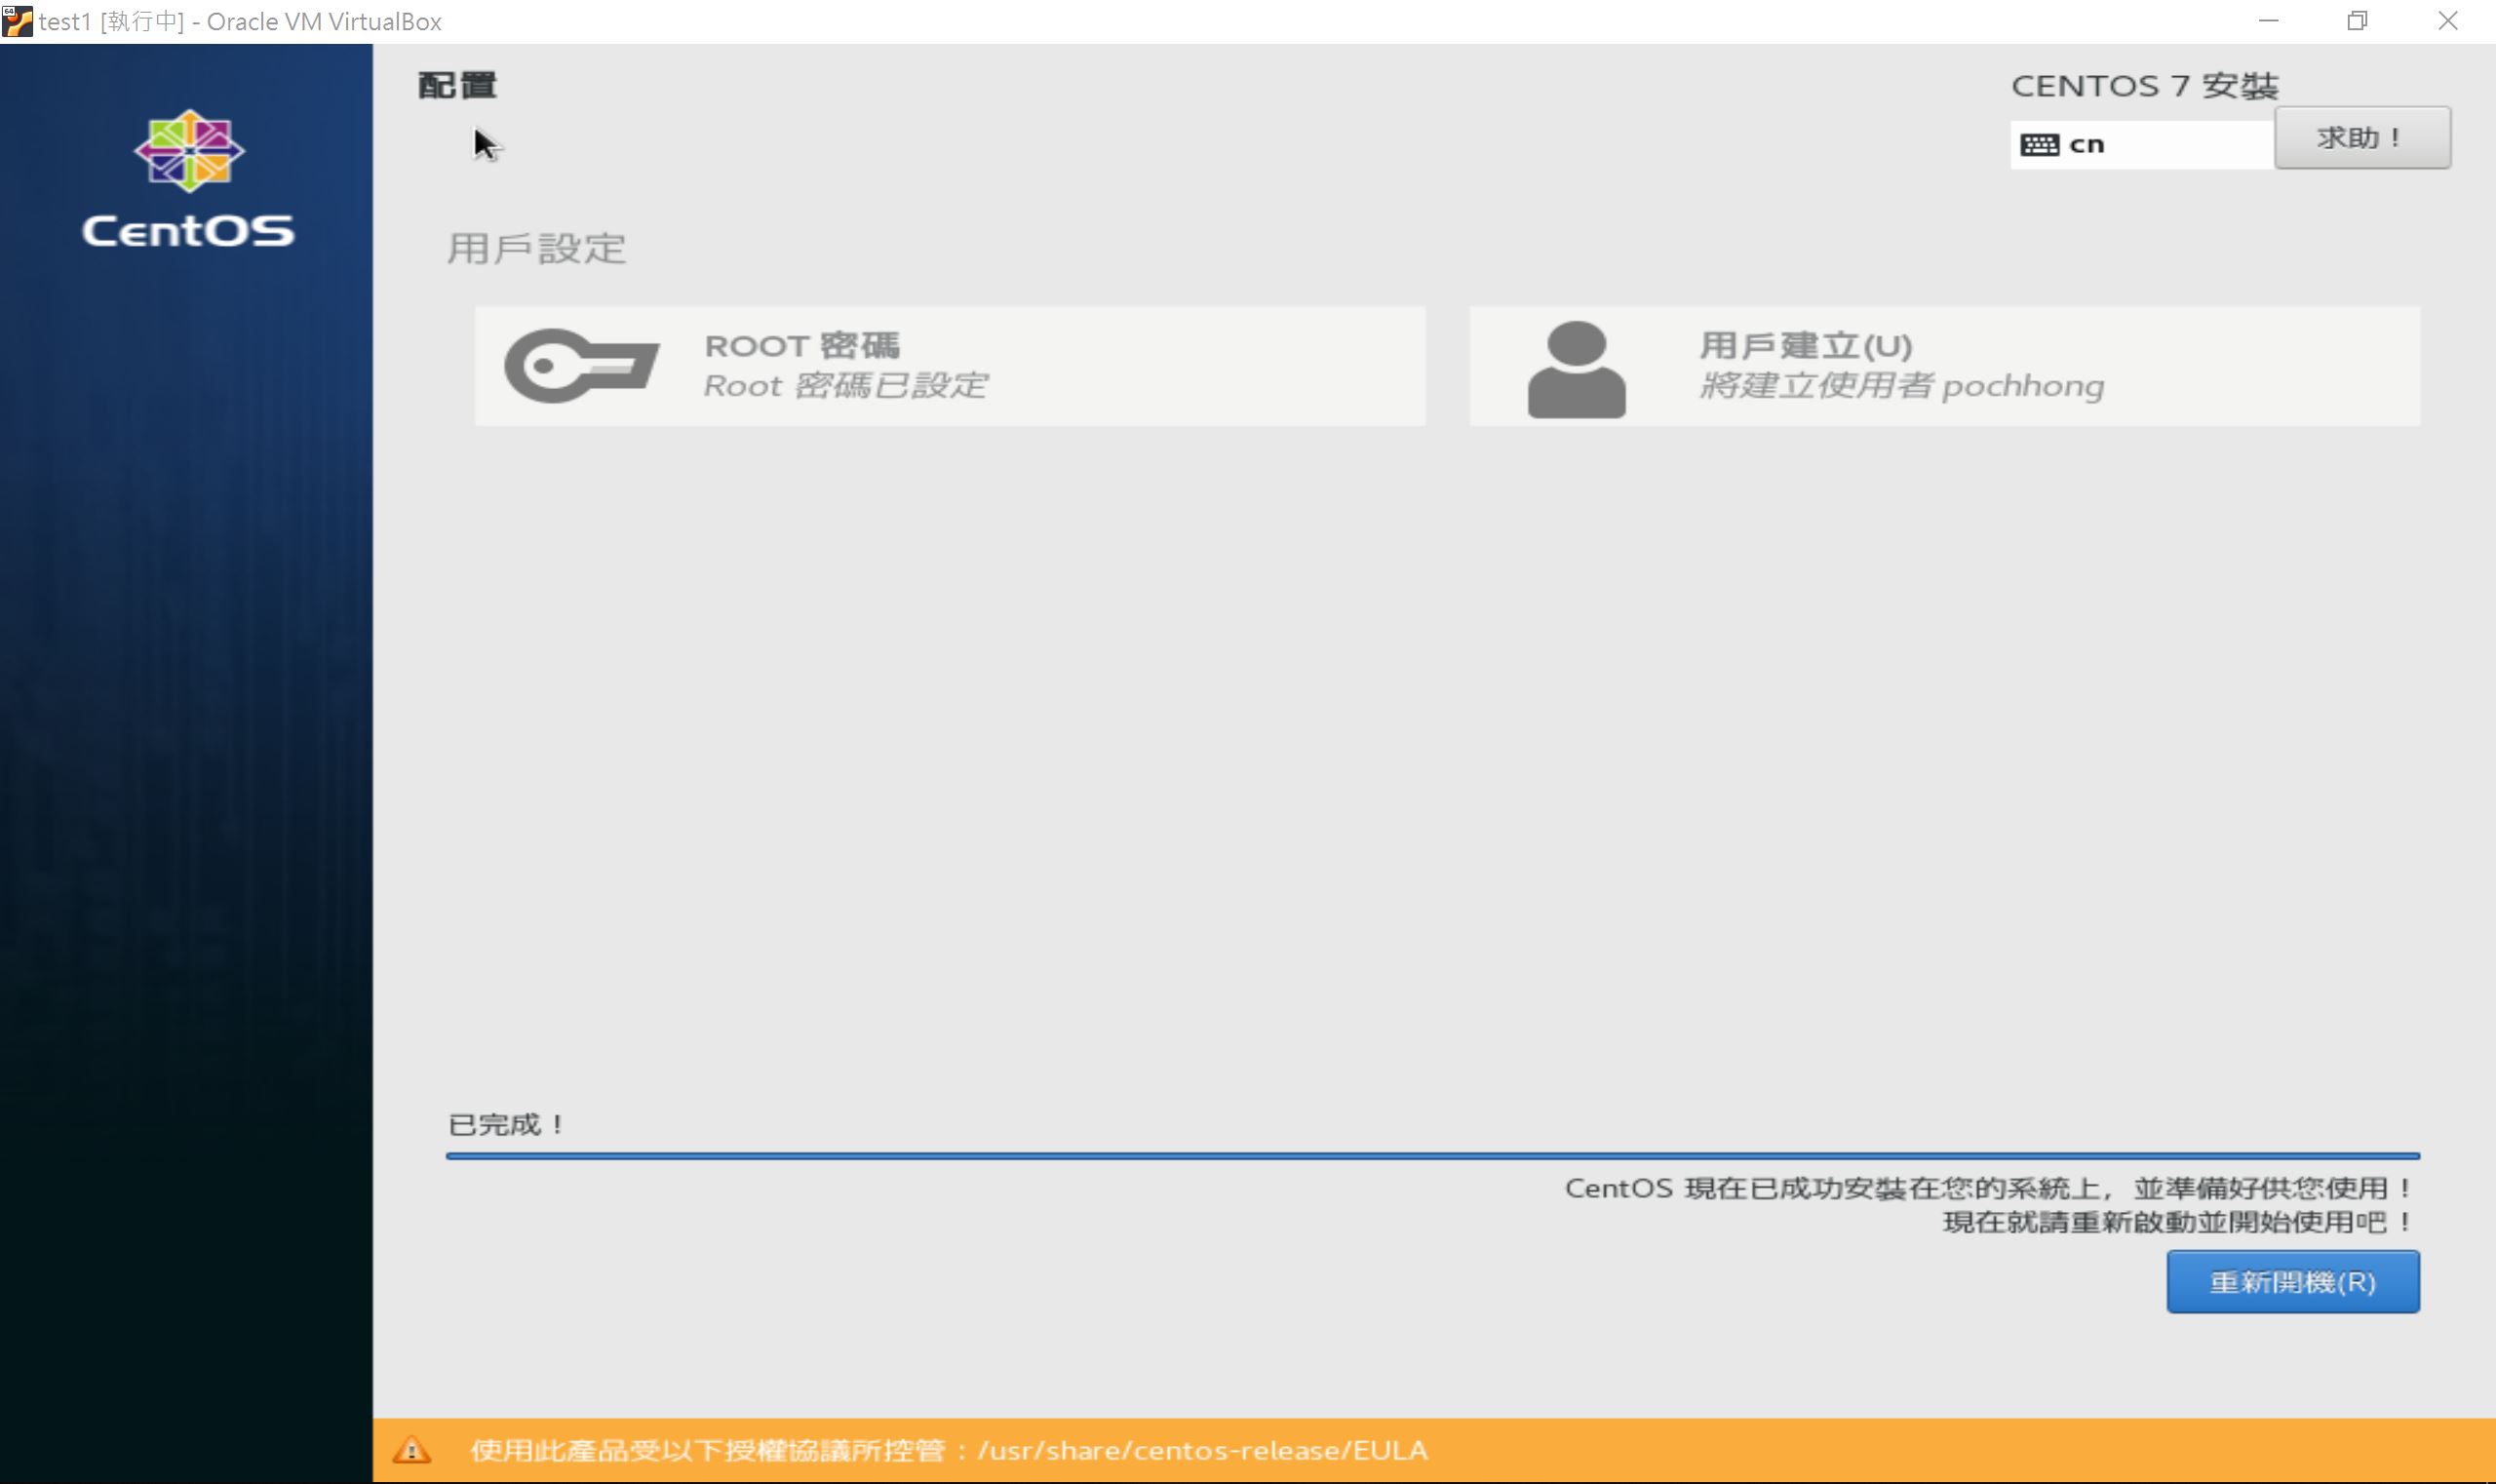 test1 [執行中] - Oracle VM VirtualBox
CentOS
配置
CENTOS 7 安裝
cn
求助！
用戶設定
ROOT 密碼
Root 密碼已設定
用戶建立(U)
將建立使用者 pochhong
已完成！
CentOS 現在已成功安裝在您的系統上，並準備好供您使用！
現在就請重新啟動並開始使用吧！
重新開機(R)
使用此產品受以下授權協議所控管：/usr/share/centos-release/EULA